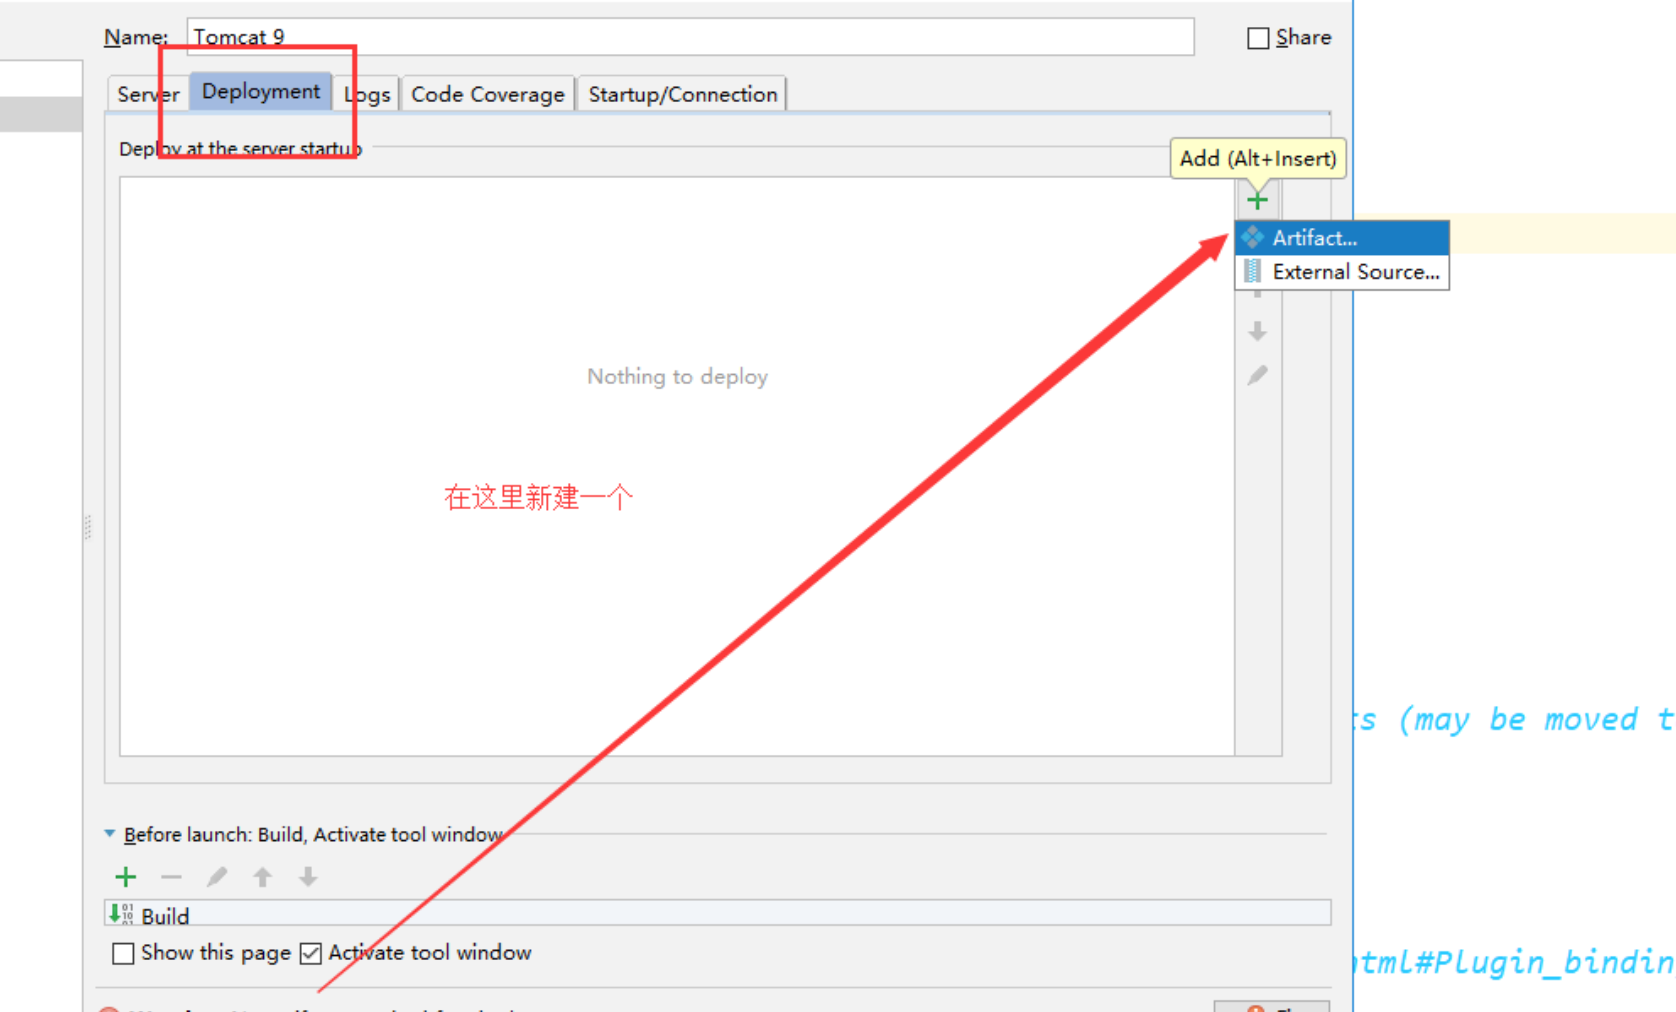 Name: Tomcat 9 Share
Server Deployment Logs Code Coverage Startup/Connection
Deploy at the server startup
Add (Alt+Insert)
Artifact...
External Source...
Nothing to deploy
在这里新建一个
(may be moved t
Before launch: Build, Activate tool window
Build
Show this page Activate tool window
html#Plugin_bindin